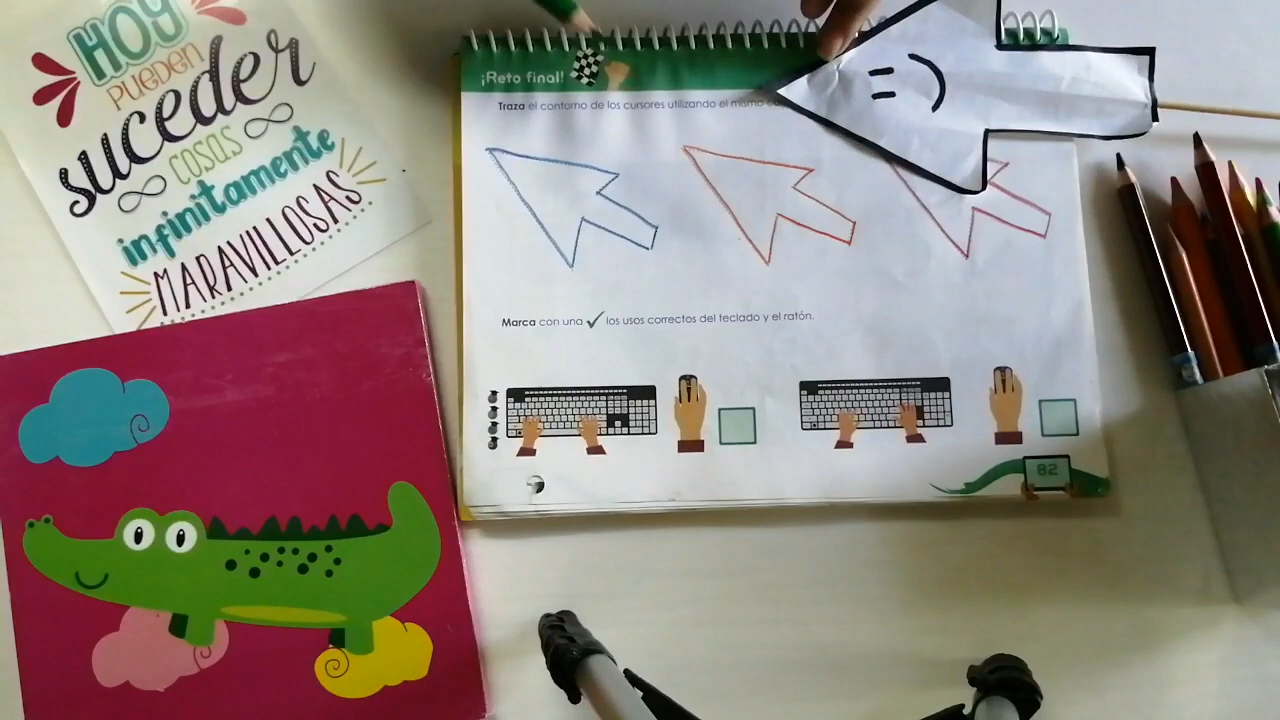 HOY
PUEDEN
suceder
COSAS
infinitamente
MARAVILLOSAS
¡Reto final!
Traza el contorno de los cursores utilizando el mismo
Marca con una ✓ los usos correctos del teclado y el ratón.
82